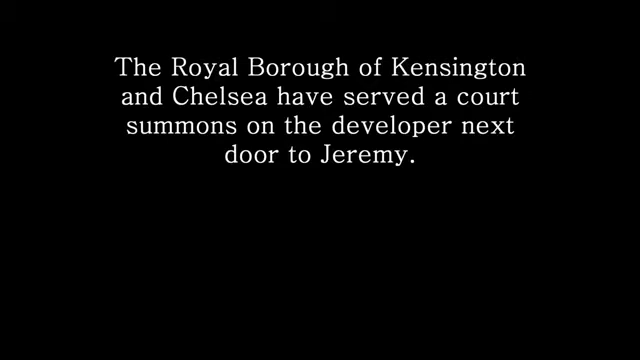 The Royal Borough of Kensington
and Chelsea have served a court
summons on the developer next
door to Jeremy.